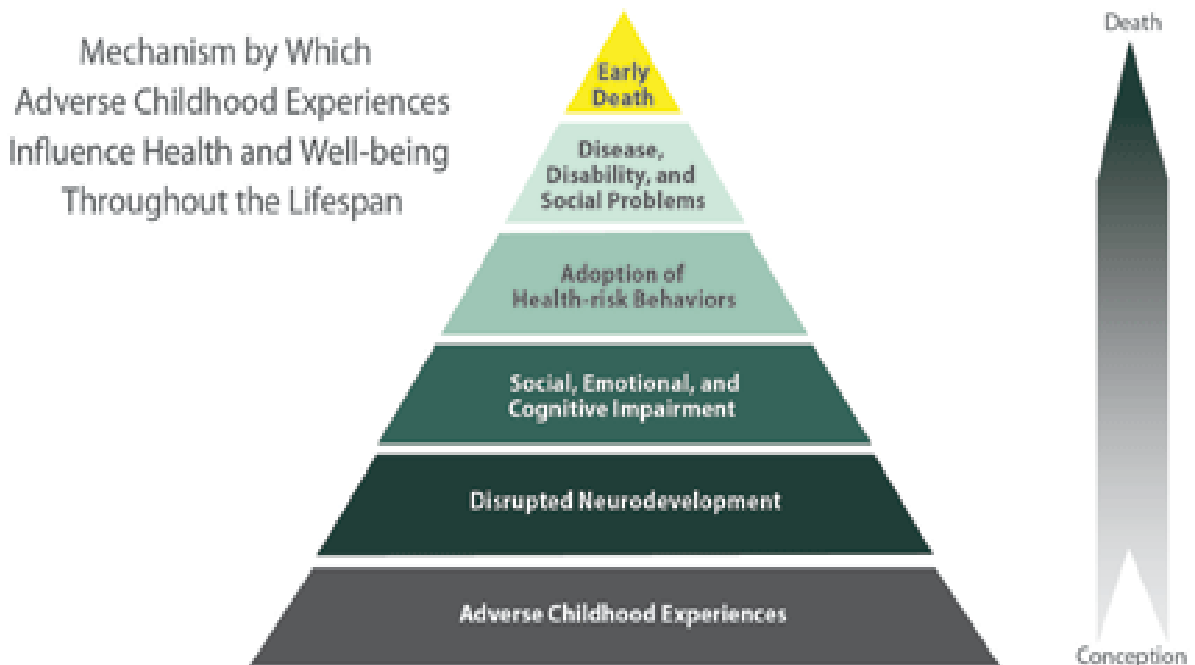 Mechanism by Which
Adverse Childhood Experiences
Influence Health and Well-being
Throughout the Lifespan
Early
Death
Disease,
Disability, and
Social Problems
Adoption of
Health-risk Behaviors
Social, Emotional, and
Cognitive Impairment
Disrupted Neurodevelopment
Adverse Childhood Experiences
Death
Conception